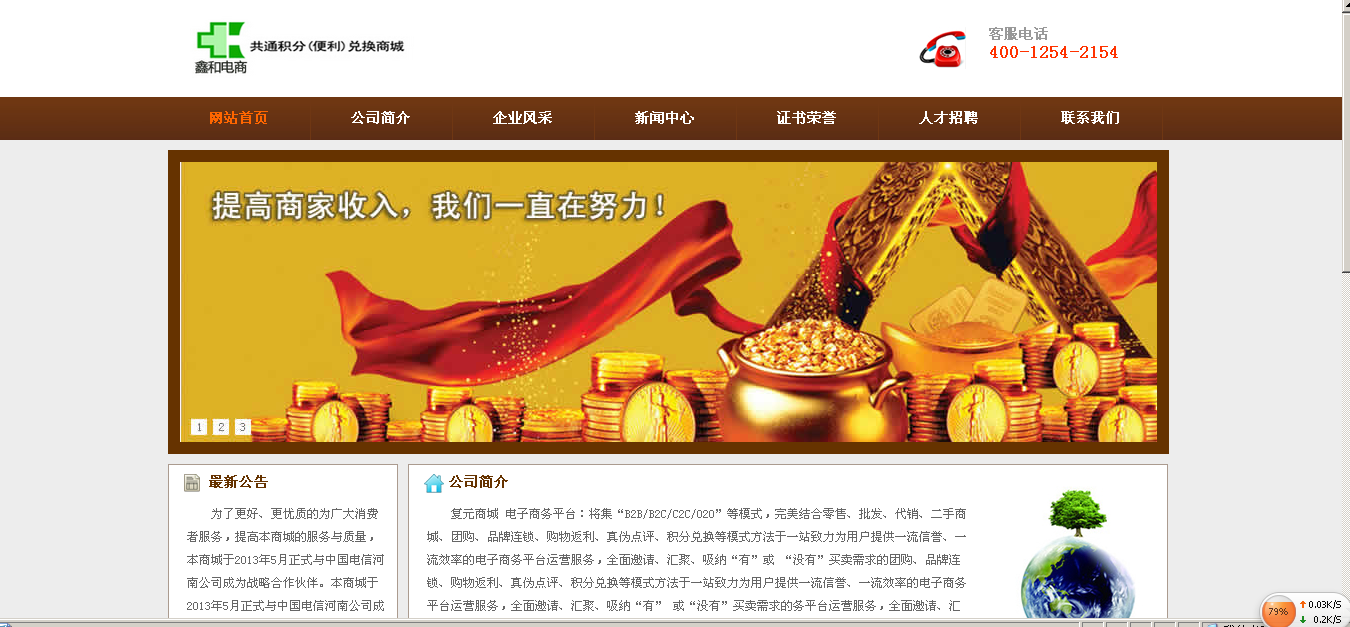 共通积分(便利)兑换商城
鑫和电商
客服电话
400-1254-2154
网站首页 公司简介 企业风采 新闻中心 证书荣誉 人才招聘 联系我们
提高商家收入，我们一直在努力！
1 2 3
最新公告
为了更好、更优质的为广大消费
者服务，提高本商城的服务与质量，
本商城于2013年5月正式与中国电信河
南公司成为战略合作伙伴。本商城于
2013年5月正式与中国电信河南公司成
公司简介
复元商城 电子商务平台：将集“B2B/B2C/C2C/O2O”等模式，完美结合零售、批发、代销、二手商
城、团购、品牌连锁、购物返利、真伪点评、积分兑换等模式方法于一站致力为用户提供一流信誉、一
流效率的电子商务平台运营服务，全面邀请、汇聚、吸纳“有”或 “没有”买卖需求的团购、品牌连
锁、购物返利、真伪点评、积分兑换等模式方法于一站致力为用户提供一流信誉、一流效率的电子商务
平台运营服务，全面邀请、汇聚、吸纳“有” 或“没有”买卖需求的务平台运营服务，全面邀请、汇
79%
0.03K/S
0.2K/S